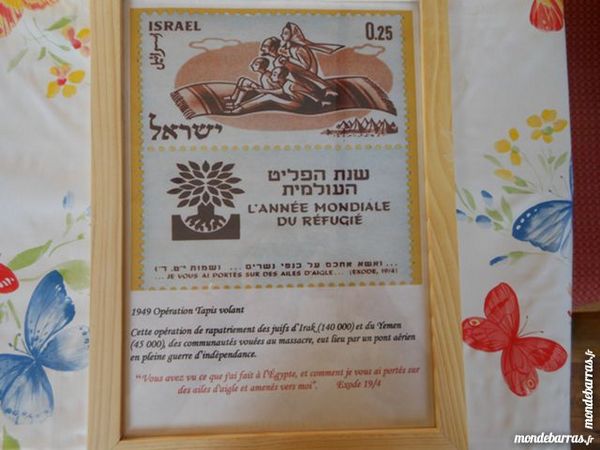 ISRAEL 0.25
ישראל
שנת הפליט
העולמית
L'ANNÉE MONDIALE
DU RÉFUGIÉ
...ואשא אתכם על כנפי נשרים... (שמות י"ט, ד')
... JE VOUS AI PORTÉS SUR DES AILES D'AIGLE... (EXODE, 19/4)
1949 Opération Tapis volant
Cette opération de rapatriement des juifs d'Irak (140 000) et du Yemen
(45 000), des communautés vouées au massacre, eut lieu par un pont aérien
en pleine guerre d'indépendance.
"Vous avez vu ce que j'ai fait à l'Égypte, et comment je vous ai portés sur
des ailes d'aigle et amenés vers moi". Exode 19/4
mondebarras.fr
mondebarras.fr